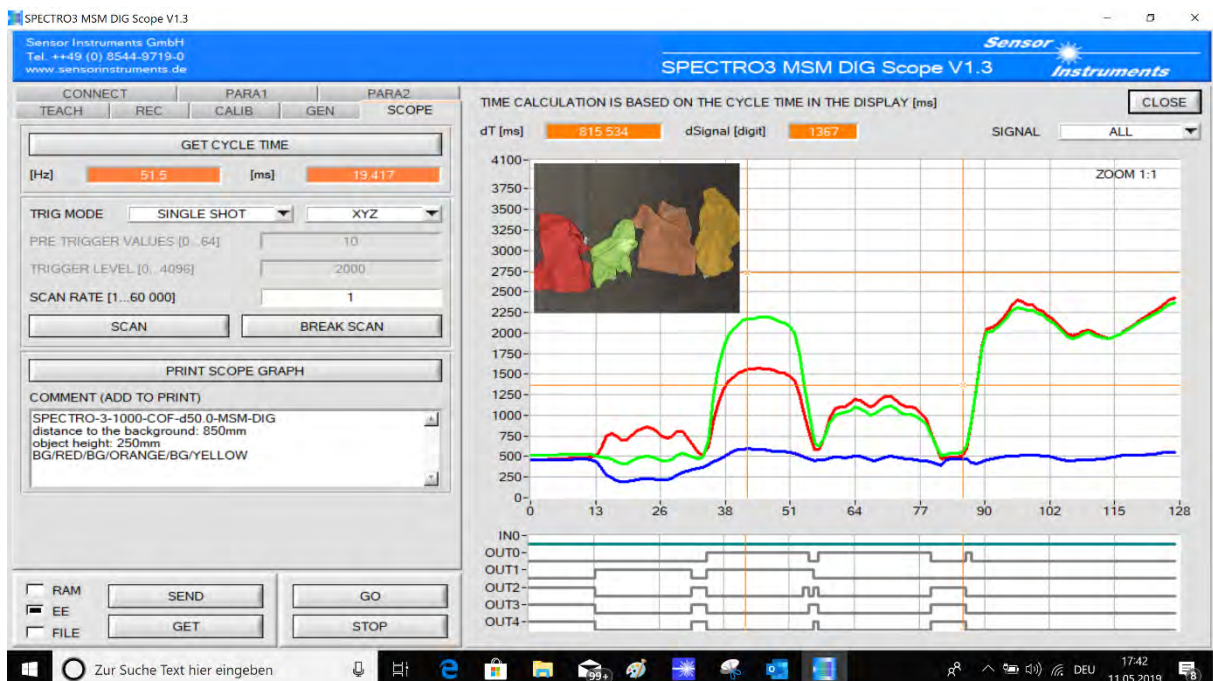 SPECTRO3 MSM DIG Scope V1.3
Sensor Instruments GmbH
Tel. ++49 (0) 8544-9719-0
www.sensorinstruments.de
Sensor
Instruments
SPECTRO3 MSM DIG Scope V1.3
CONNECT PARA1 PARA2
TEACH REC CALIB GEN SCOPE
GET CYCLE TIME
[Hz] 51.5 [ms] 19.417
TRIG MODE SINGLE SHOT XYZ
PRE TRIGGER VALUES [0...64] 10
TRIGGER LEVEL [0...4096] 2000
SCAN RATE [1...60 000] 1
SCAN BREAK SCAN
PRINT SCOPE GRAPH
COMMENT (ADD TO PRINT)
SPECTRO-3-1000-COF-d50.0-MSM-DIG
distance to the background: 850mm
object height: 250mm
BG/RED/BG/ORANGE/BG/YELLOW
RAM
EE
FILE
SEND GO
GET STOP
TIME CALCULATION IS BASED ON THE CYCLE TIME IN THE DISPLAY [ms]
CLOSE
dT [ms] 815.534 dSignal [digit] 1367 SIGNAL ALL
ZOOM 1:1
4100
3750
3500
3250
3000
2750
2500
2250
2000
1750
1500
1250
1000
750
500
250
0
0 13 26 38 51 64 77 90 102 115 128
IN0
OUT0
OUT1
OUT2
OUT3
OUT4
Zur Suche Text hier eingeben
99+
DEU
17:42
11.05.2019
8